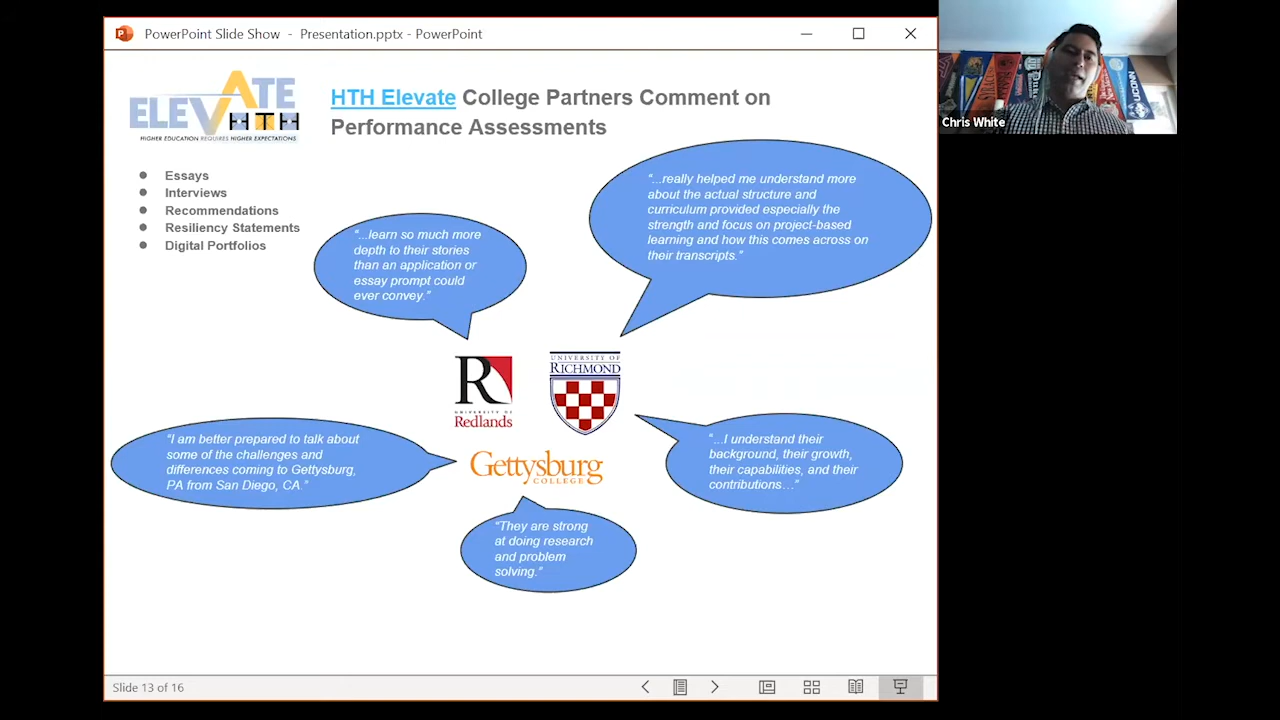 PowerPoint Slide Show - Presentation.pptx - PowerPoint
Chris White
ELEVATE
HTH
HIGHER EDUCATION REQUIRES HIGHER EXPECTATIONS
HTH Elevate College Partners Comment on
Performance Assessments
Essays
Interviews
Recommendations
Resiliency Statements
Digital Portfolios
“...learn so much more
depth to their stories
than an application or
essay prompt could
ever convey.”
“...really helped me understand more
about the actual structure and
curriculum provided especially the
strength and focus on project-based
learning and how this comes across on
their transcripts.”
R
UNIVERSITY OF
Redlands
UNIVERSITY OF
RICHMOND
“I am better prepared to talk about
some of the challenges and
differences coming to Gettysburg,
PA from San Diego, CA.”
Gettysburg
COLLEGE
“...I understand their
background, their growth,
their capabilities, and their
contributions…”
“They are strong
at doing research
and problem
solving.”
Slide 13 of 16
SYRACUSE
UCONN